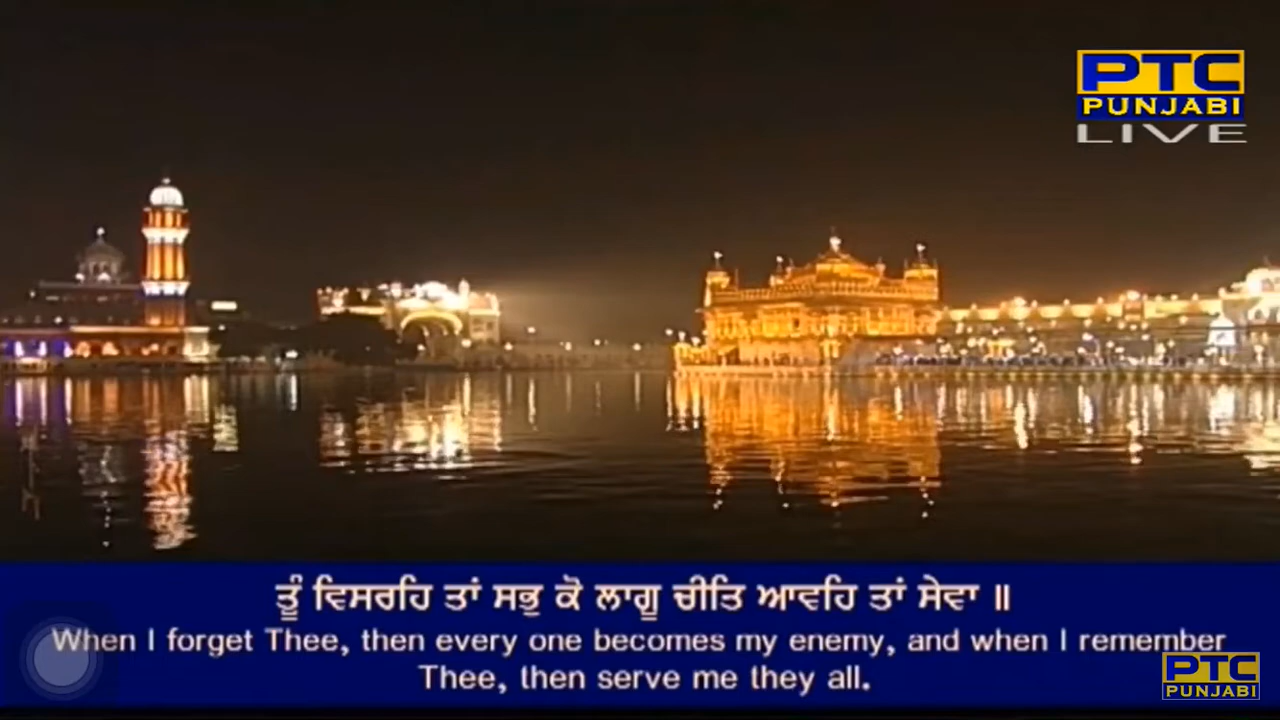 PTC
PUNJABI
LIVE
ਤੂੰ ਵਿਸਰਹਿ ਤਾਂ ਸਭੁ ਕੋ ਲਾਗੂ ਚੀਤਿ ਆਵਹਿ ਤਾਂ ਸੇਵਾ ॥
When I forget Thee, then every one becomes my enemy, and when I remember
Thee, then serve me they all.
PTC
PUNJABI